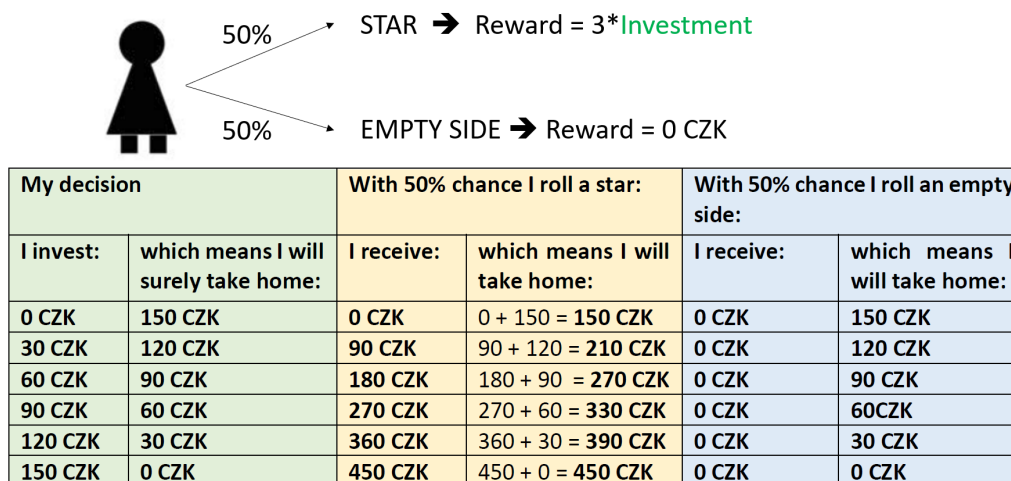 50% STAR ➔ Reward = 3*Investment
50% EMPTY SIDE ➔ Reward = 0 CZK
My decision With 50% chance I roll a star: With 50% chance I roll an empty
side:
I invest: which means I will I receive: which means I will I receive: which means I
surely take home: take home: will take home:
0 CZK 150 CZK 0 CZK 0 + 150 = 150 CZK 0 CZK 150 CZK
30 CZK 120 CZK 90 CZK 90 + 120 = 210 CZK 0 CZK 120 CZK
60 CZK 90 CZK 180 CZK 180 + 90 = 270 CZK 0 CZK 90 CZK
90 CZK 60 CZK 270 CZK 270 + 60 = 330 CZK 0 CZK 60CZK
120 CZK 30 CZK 360 CZK 360 + 30 = 390 CZK 0 CZK 30 CZK
150 CZK 0 CZK 450 CZK 450 + 0 = 450 CZK 0 CZK 0 CZK